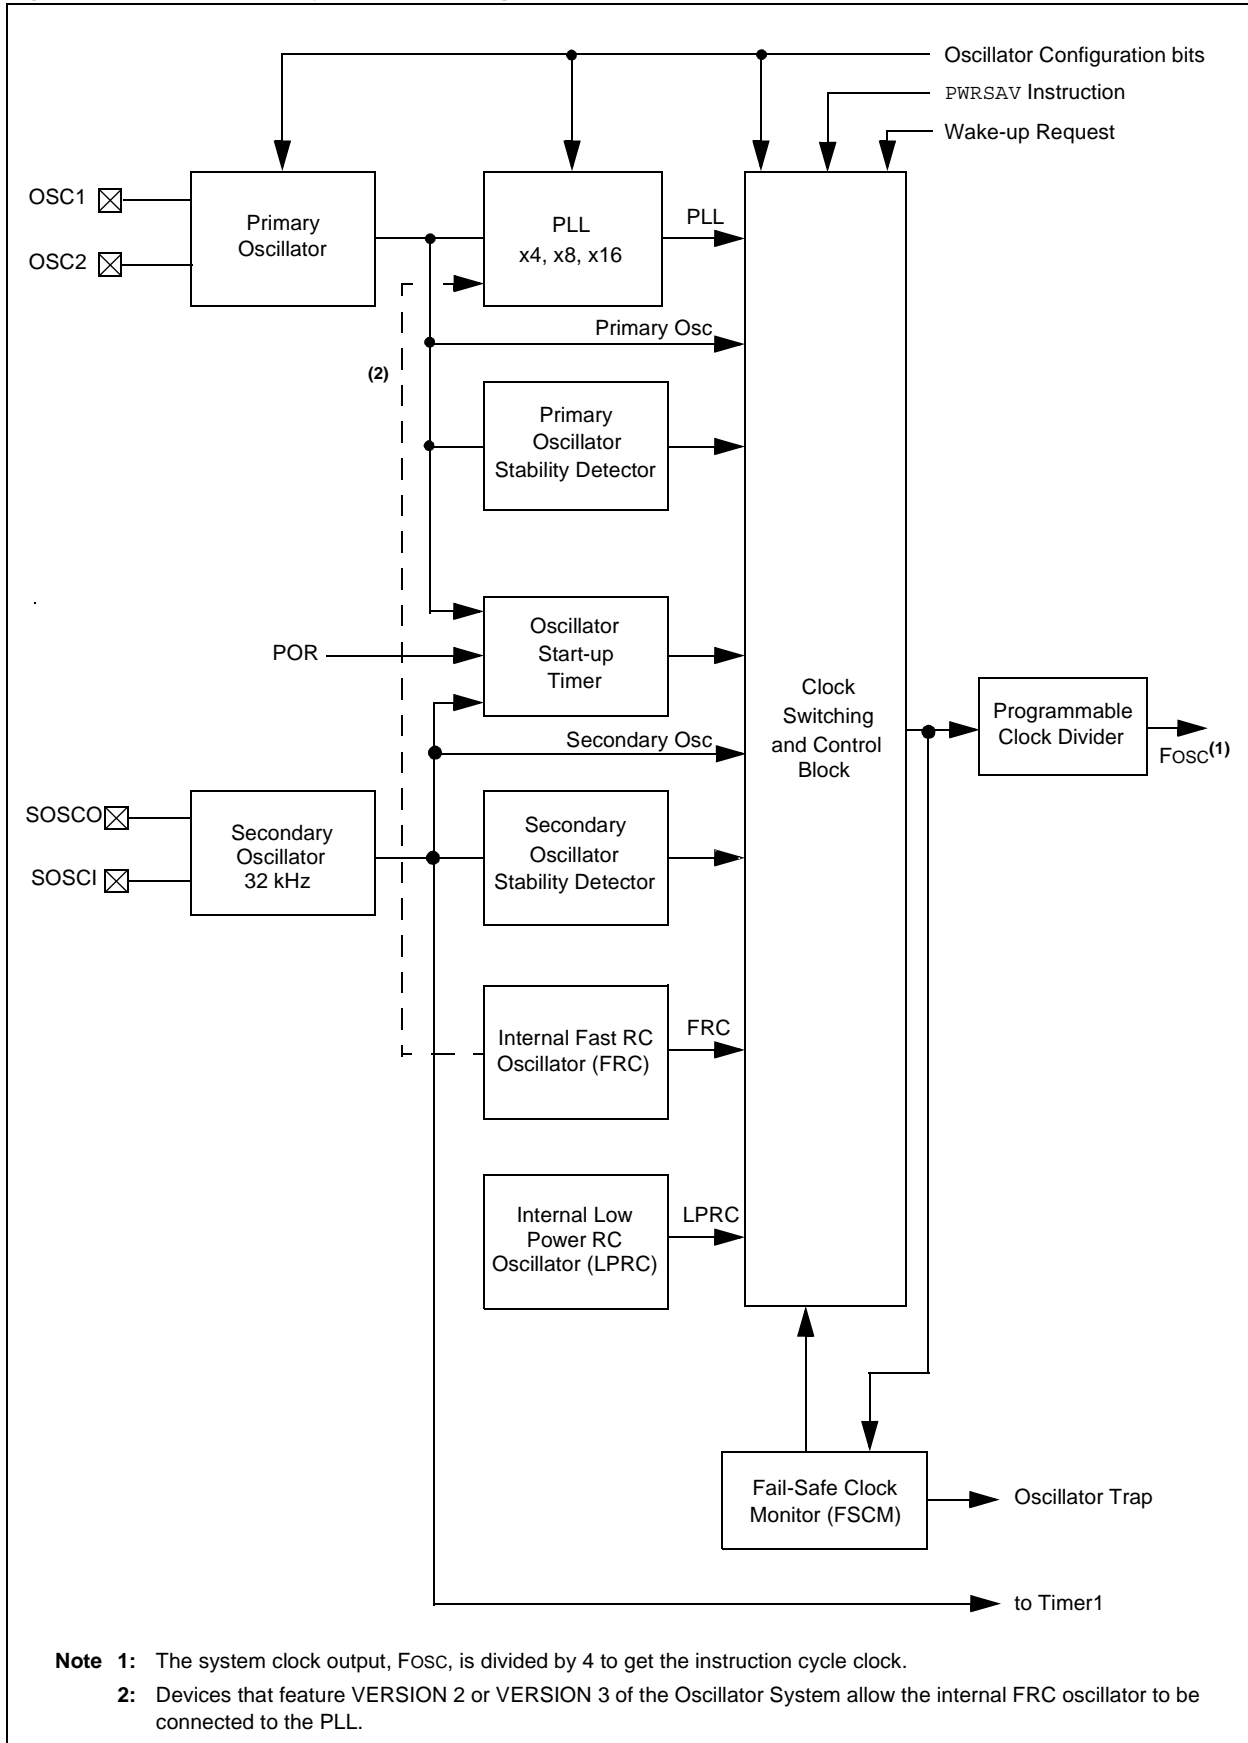 Oscillator Configuration bits
PWRSAV Instruction
Wake-up Request
OSC1
OSC2
Primary
Oscillator
PLL
x4, x8, x16
PLL
Primary Osc
(2)
Primary
Oscillator
Stability Detector
POR
Oscillator
Start-up
Timer
Clock
Switching
and Control
Block
Programmable
Clock Divider
FOSC(1)
Secondary Osc
SOSCO
SOSCI
Secondary
Oscillator
32 kHz
Secondary
Oscillator
Stability Detector
Internal Fast RC
Oscillator (FRC)
FRC
Internal Low
Power RC
Oscillator (LPRC)
LPRC
Fail-Safe Clock
Monitor (FSCM)
Oscillator Trap
to Timer1
Note 1: The system clock output, FOSC, is divided by 4 to get the instruction cycle clock.
2: Devices that feature VERSION 2 or VERSION 3 of the Oscillator System allow the internal FRC oscillator to be
connected to the PLL.